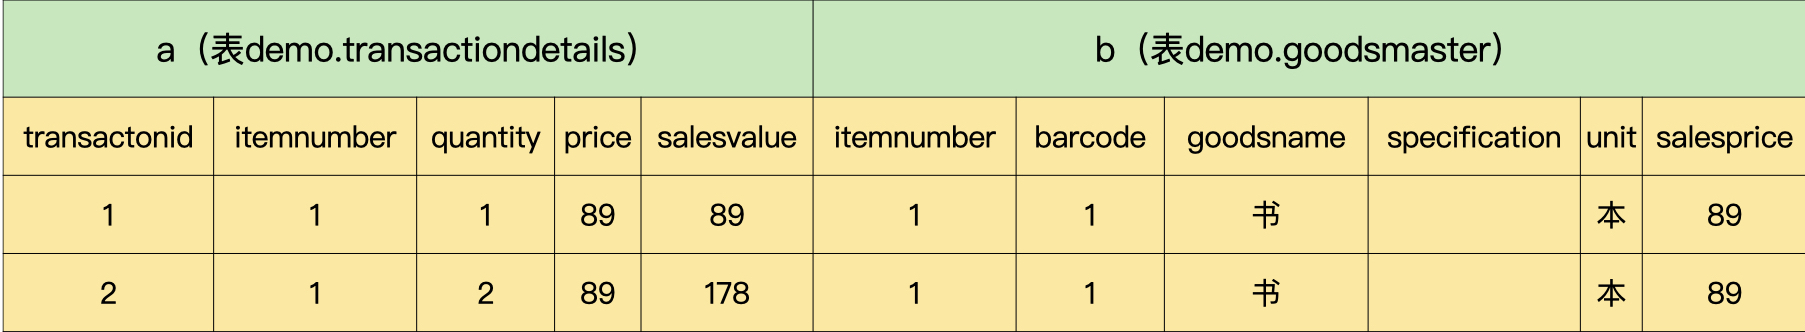 a（表demo.transactiondetails） b（表demo.goodsmaster）
transactonid itemnumber quantity price salesvalue itemnumber barcode goodsname specification unit salesprice
1 1 1 89 89 1 1 书 本 89
2 1 2 89 178 1 1 书 本 89